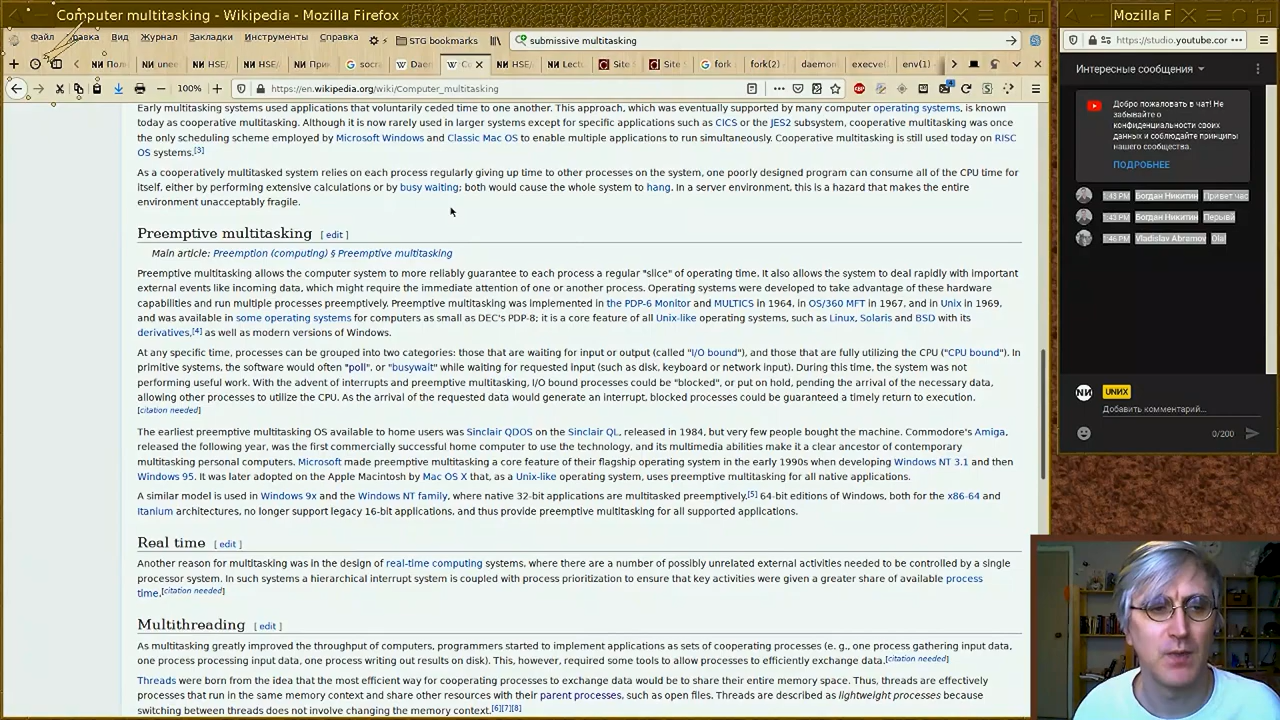 Computer multitasking - Wikipedia - Mozilla Firefox
Файл Правка Вид Журнал Закладки Инструменты Справка STG bookmarks submissive multitasking
HSE HSE При socra Dae HSE Lectu Site Site fork fork(2) daemon execve( env(1)
100% https://en.wikipedia.org/wiki/Computer_multitasking
Early multitasking systems used applications that voluntarily ceded time to one another. This approach, which was eventually supported by many computer operating systems, is known
today as cooperative multitasking. Although it is now rarely used in larger systems except for specific applications such as CICS or the JES2 subsystem, cooperative multitasking was once
the only scheduling scheme employed by Microsoft Windows and Classic Mac OS to enable multiple applications to run simultaneously. Cooperative multitasking is still used today on RISC
OS systems.[3]
As a cooperatively multitasked system relies on each process regularly giving up time to other processes on the system, one poorly designed program can consume all of the CPU time for
itself, either by performing extensive calculations or by busy waiting; both would cause the whole system to hang. In a server environment, this is a hazard that makes the entire
environment unacceptably fragile.
Preemptive multitasking [ edit ]
Main article: Preemption (computing) § Preemptive multitasking
Preemptive multitasking allows the computer system to more reliably guarantee to each process a regular "slice" of operating time. It also allows the system to deal rapidly with important
external events like incoming data, which might require the immediate attention of one or another process. Operating systems were developed to take advantage of these hardware
capabilities and run multiple processes preemptively. Preemptive multitasking was implemented in the PDP-6 Monitor and MULTICS in 1964, in OS/360 MFT in 1967, and in Unix in 1969,
and was available in some operating systems for computers as small as DEC's PDP-8; it is a core feature of all Unix-like operating systems, such as Linux, Solaris and BSD with its
derivatives,[4] as well as modern versions of Windows.
At any specific time, processes can be grouped into two categories: those that are waiting for input or output (called "I/O bound"), and those that are fully utilizing the CPU ("CPU bound"). In
primitive systems, the software would often "poll", or "busywait" while waiting for requested input (such as disk, keyboard or network input). During this time, the system was not
performing useful work. With the advent of interrupts and preemptive multitasking, I/O bound processes could be "blocked", or put on hold, pending the arrival of the necessary data,
allowing other processes to utilize the CPU. As the arrival of the requested data would generate an interrupt, blocked processes could be guaranteed a timely return to execution.
[citation needed]
The earliest preemptive multitasking OS available to home users was Sinclair QDOS on the Sinclair QL, released in 1984, but very few people bought the machine. Commodore's Amiga,
released the following year, was the first commercially successful home computer to use the technology, and its multimedia abilities make it a clear ancestor of contemporary
multitasking personal computers. Microsoft made preemptive multitasking a core feature of their flagship operating system in the early 1990s when developing Windows NT 3.1 and then
Windows 95. It was later adopted on the Apple Macintosh by Mac OS X that, as a Unix-like operating system, uses preemptive multitasking for all native applications.
A similar model is used in Windows 9x and the Windows NT family, where native 32-bit applications are multitasked preemptively.[5] 64-bit editions of Windows, both for the x86-64 and
Itanium architectures, no longer support legacy 16-bit applications, and thus provide preemptive multitasking for all supported applications.
Real time [ edit ]
Another reason for multitasking was in the design of real-time computing systems, where there are a number of possibly unrelated external activities needed to be controlled by a single
processor system. In such systems a hierarchical interrupt system is coupled with process prioritization to ensure that key activities were given a greater share of available process
time.[citation needed]
Multithreading [ edit ]
As multitasking greatly improved the throughput of computers, programmers started to implement applications as sets of cooperating processes (e. g., one process gathering input data,
one process processing input data, one process writing out results on disk). This, however, required some tools to allow processes to efficiently exchange data.[citation needed]
Threads were born from the idea that the most efficient way for cooperating processes to exchange data would be to share their entire memory space. Thus, threads are effectively
processes that run in the same memory context and share other resources with their parent processes, such as open files. Threads are described as lightweight processes because
switching between threads does not involve changing the memory context.[6][7][8]
Mozilla F
https://studio.youtube.cor
Интересные сообщения
Добро пожаловать в чат! Не
забывайте о
конфиденциальности своих
данных и соблюдайте принципы
нашего сообщества.
ПОДРОБНЕЕ
1:43 PM Богдан Никитин Привет час
1:43 PM Богдан Никитин Перывй
1:46 PM Vladislav Abramov Ola!
NИ UNИX
Добавить комментарий...
0/200